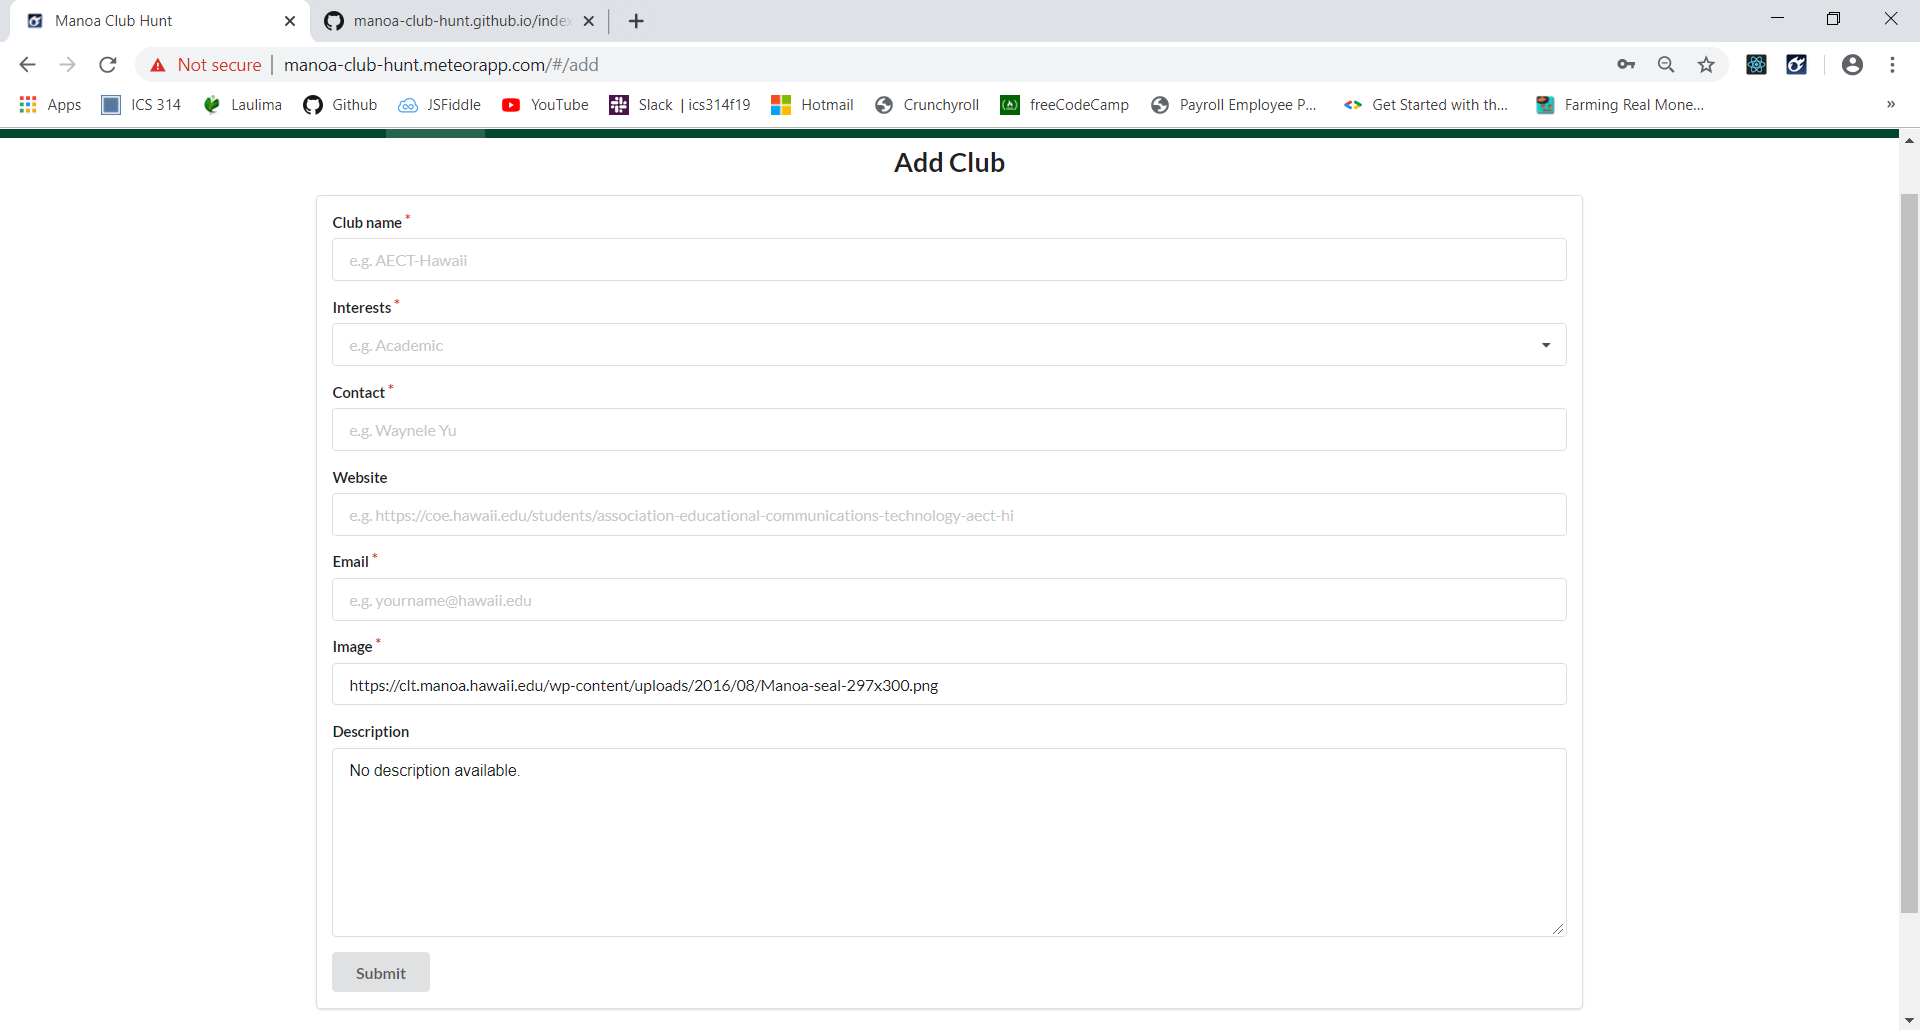 Manoa Club Hunt
manoa-club-hunt.github.io/index
Not secure
manoa-club-hunt.meteorapp.com/#/add
Apps ICS 314 Laulima Github JSFiddle YouTube Slack | ics314f19 Hotmail Crunchyroll freeCodeCamp Payroll Employee P... Get Started with th... Farming Real Mone... »
Add Club
Club name *
e.g. AECT-Hawaii
Interests *
e.g. Academic
Contact *
e.g. Waynele Yu
Website
e.g. https://coe.hawaii.edu/students/association-educational-communications-technology-aect-hi
Email *
e.g. yourname@hawaii.edu
Image *
https://clt.manoa.hawaii.edu/wp-content/uploads/2016/08/Manoa-seal-297x300.png
Description
No description available.
Submit